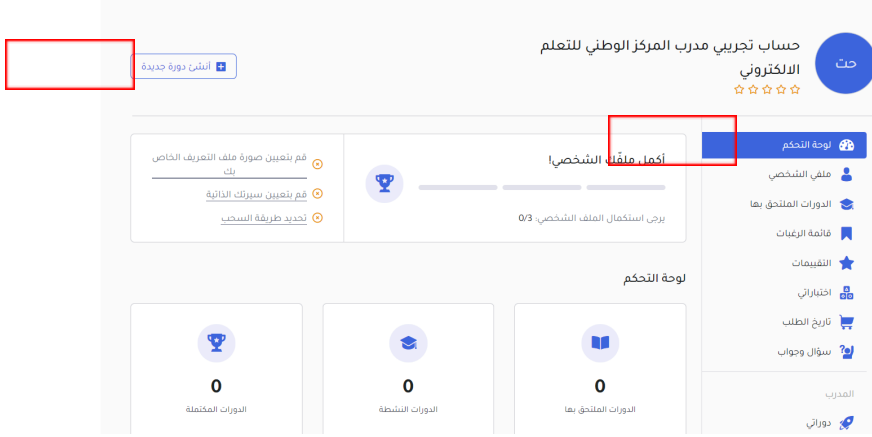 حت
حساب تجريبي مدرب المركز الوطني للتعلم
الالكتروني
أنشئ دورة جديدة
لوحة التحكم
ملفي الشخصي
الدورات الملتحق بها
قائمة الرغبات
التقييمات
اختباراتي
تاريخ الطلب
سؤال وجواب
المدرب
دوراتي
أكمل ملفّك الشخصي!
يرجى استكمال الملف الشخصي: 0/3
قم بتعيين صورة ملف التعريف الخاص
بك
قم بتعيين سيرتك الذاتية
تحديد طريقة السحب
لوحة التحكم
0
الدورات الملتحق بها
0
الدورات النشطة
0
الدورات المكتملة